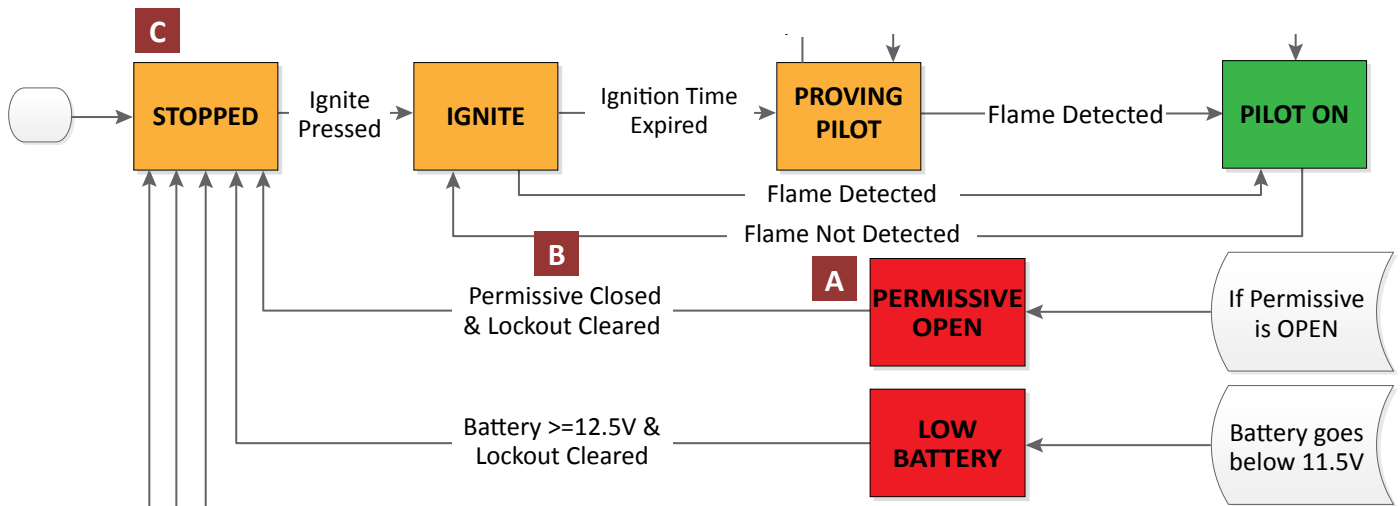 C
STOPPED
Ignite
Pressed
IGNITE
Ignition Time
Expired
PROVING
PILOT
Flame Detected
PILOT ON
Flame Detected
Flame Not Detected
B
A
Permissive Closed
& Lockout Cleared
PERMISSIVE
OPEN
If Permissive
is OPEN
Battery >=12.5V &
Lockout Cleared
LOW
BATTERY
Battery goes
below 11.5V